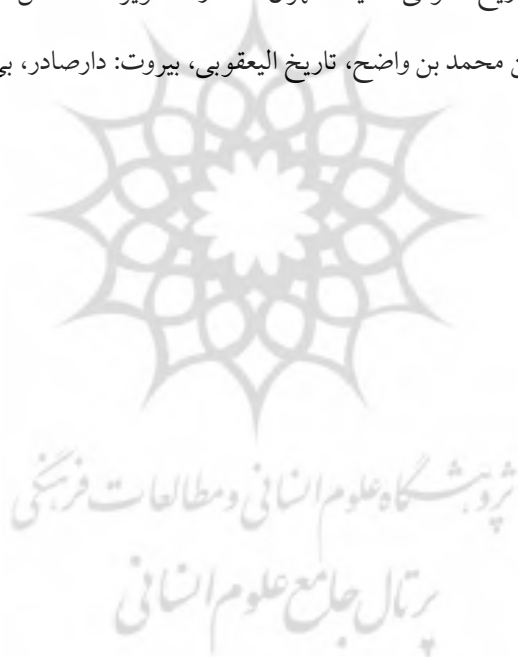 ن محمد بن واضح، تاریخ الیعقوبی، بیروت: دارصادر، بی
پژوهشگاه علوم انسانی و مطالعات فرهنگی
پرتال جامع علوم انسانی